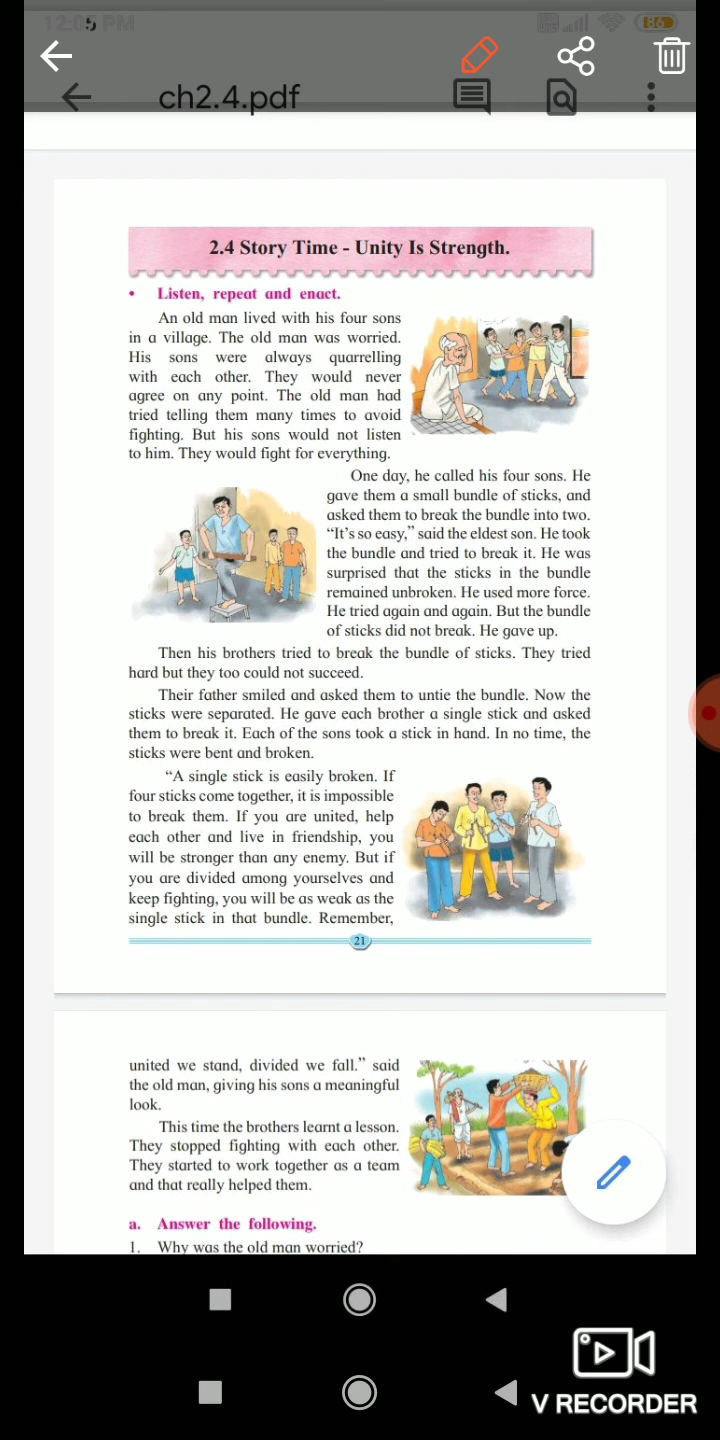 12:05 PM
86
ch2.4.pdf
2.4 Story Time - Unity Is Strength.
• Listen, repeat and enact.
An old man lived with his four sons
in a village. The old man was worried.
His sons were always quarrelling
with each other. They would never
agree on any point. The old man had
tried telling them many times to avoid
fighting. But his sons would not listen
to him. They would fight for everything.
One day, he called his four sons. He
gave them a small bundle of sticks, and
asked them to break the bundle into two.
“It’s so easy,” said the eldest son. He took
the bundle and tried to break it. He was
surprised that the sticks in the bundle
remained unbroken. He used more force.
He tried again and again. But the bundle
of sticks did not break. He gave up.
Then his brothers tried to break the bundle of sticks. They tried
hard but they too could not succeed.
Their father smiled and asked them to untie the bundle. Now the
sticks were separated. He gave each brother a single stick and asked
them to break it. Each of the sons took a stick in hand. In no time, the
sticks were bent and broken.
“A single stick is easily broken. If
four sticks come together, it is impossible
to break them. If you are united, help
each other and live in friendship, you
will be stronger than any enemy. But if
you are divided among yourselves and
keep fighting, you will be as weak as the
single stick in that bundle. Remember,
21
united we stand, divided we fall.” said
the old man, giving his sons a meaningful
look.
This time the brothers learnt a lesson.
They stopped fighting with each other.
They started to work together as a team
and that really helped them.
a. Answer the following.
1. Why was the old man worried?
V RECORDER